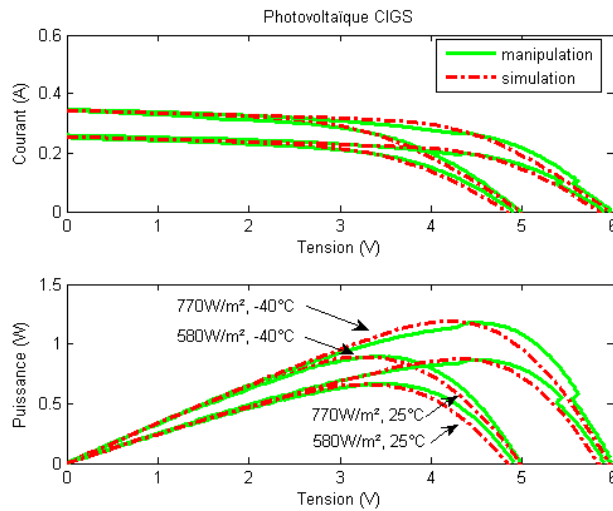 Photovoltaïque CIGS
manipulation
simulation
Courant (A)
0.6
0.4
0.2
0
0 1 2 3 4 5 6
Tension (V)
Puissance (W)
1.5
1
0.5
0
770W/m², -40°C
580W/m², -40°C
770W/m², 25°C
580W/m², 25°C
0 1 2 3 4 5 6
Tension (V)